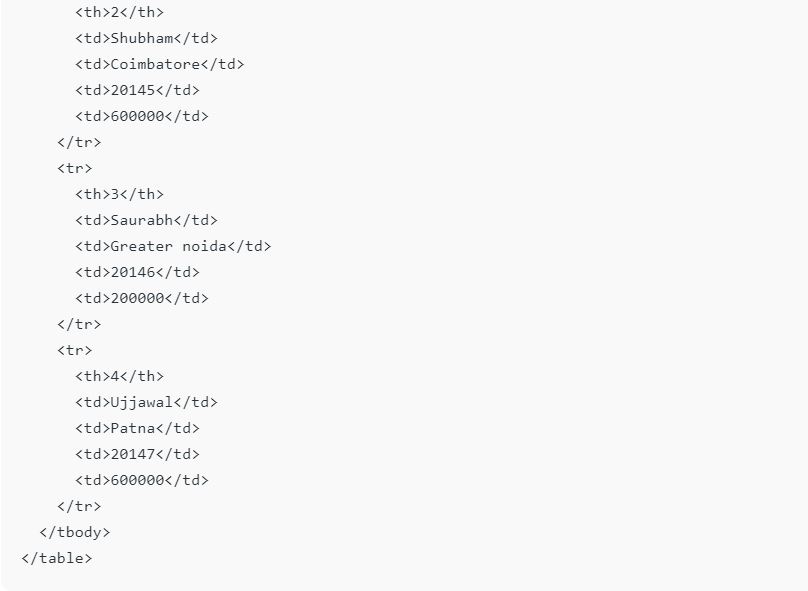 <th>2</th>
<td>Shubham</td>
<td>Coimbatore</td>
<td>20145</td>
<td>600000</td>
</tr>
<tr>
<th>3</th>
<td>Saurabh</td>
<td>Greater noida</td>
<td>20146</td>
<td>200000</td>
</tr>
<tr>
<th>4</th>
<td>Ujjawal</td>
<td>Patna</td>
<td>20147</td>
<td>600000</td>
</tr>
</tbody>
</table>